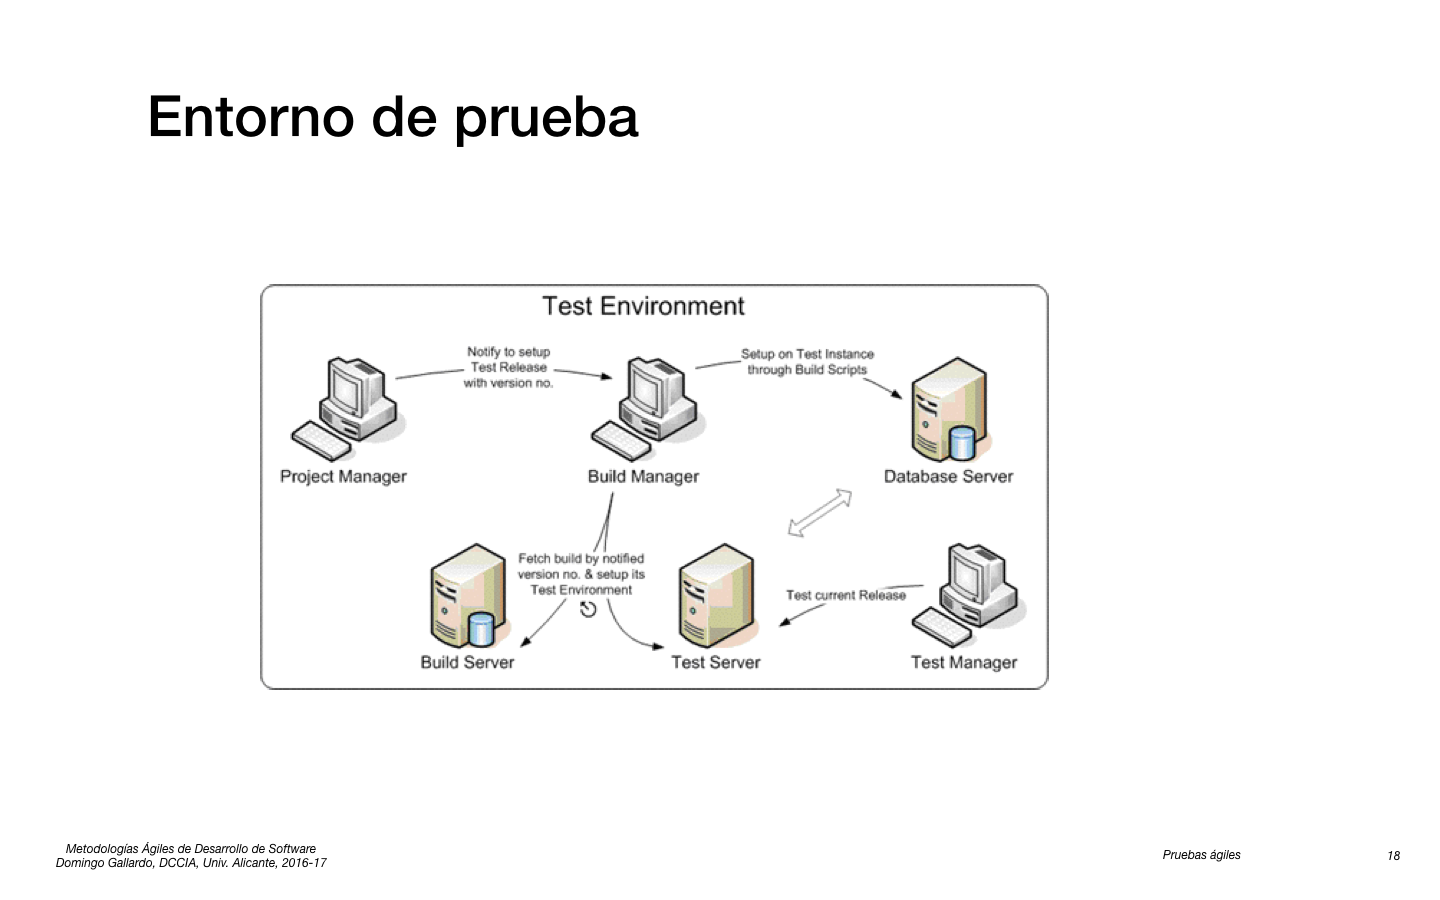 Entorno de prueba
Test Environment
Notify to setup
Test Release
with version no.
Setup on Test Instance
through Build Scripts
Project Manager
Build Manager
Database Server
Fetch build by notified
version no. & setup its
Test Environment
Test current Release
Build Server
Test Server
Test Manager
Metodologías Ágiles de Desarrollo de Software
Domingo Gallardo, DCCIA, Univ. Alicante, 2016-17
Pruebas ágiles
18